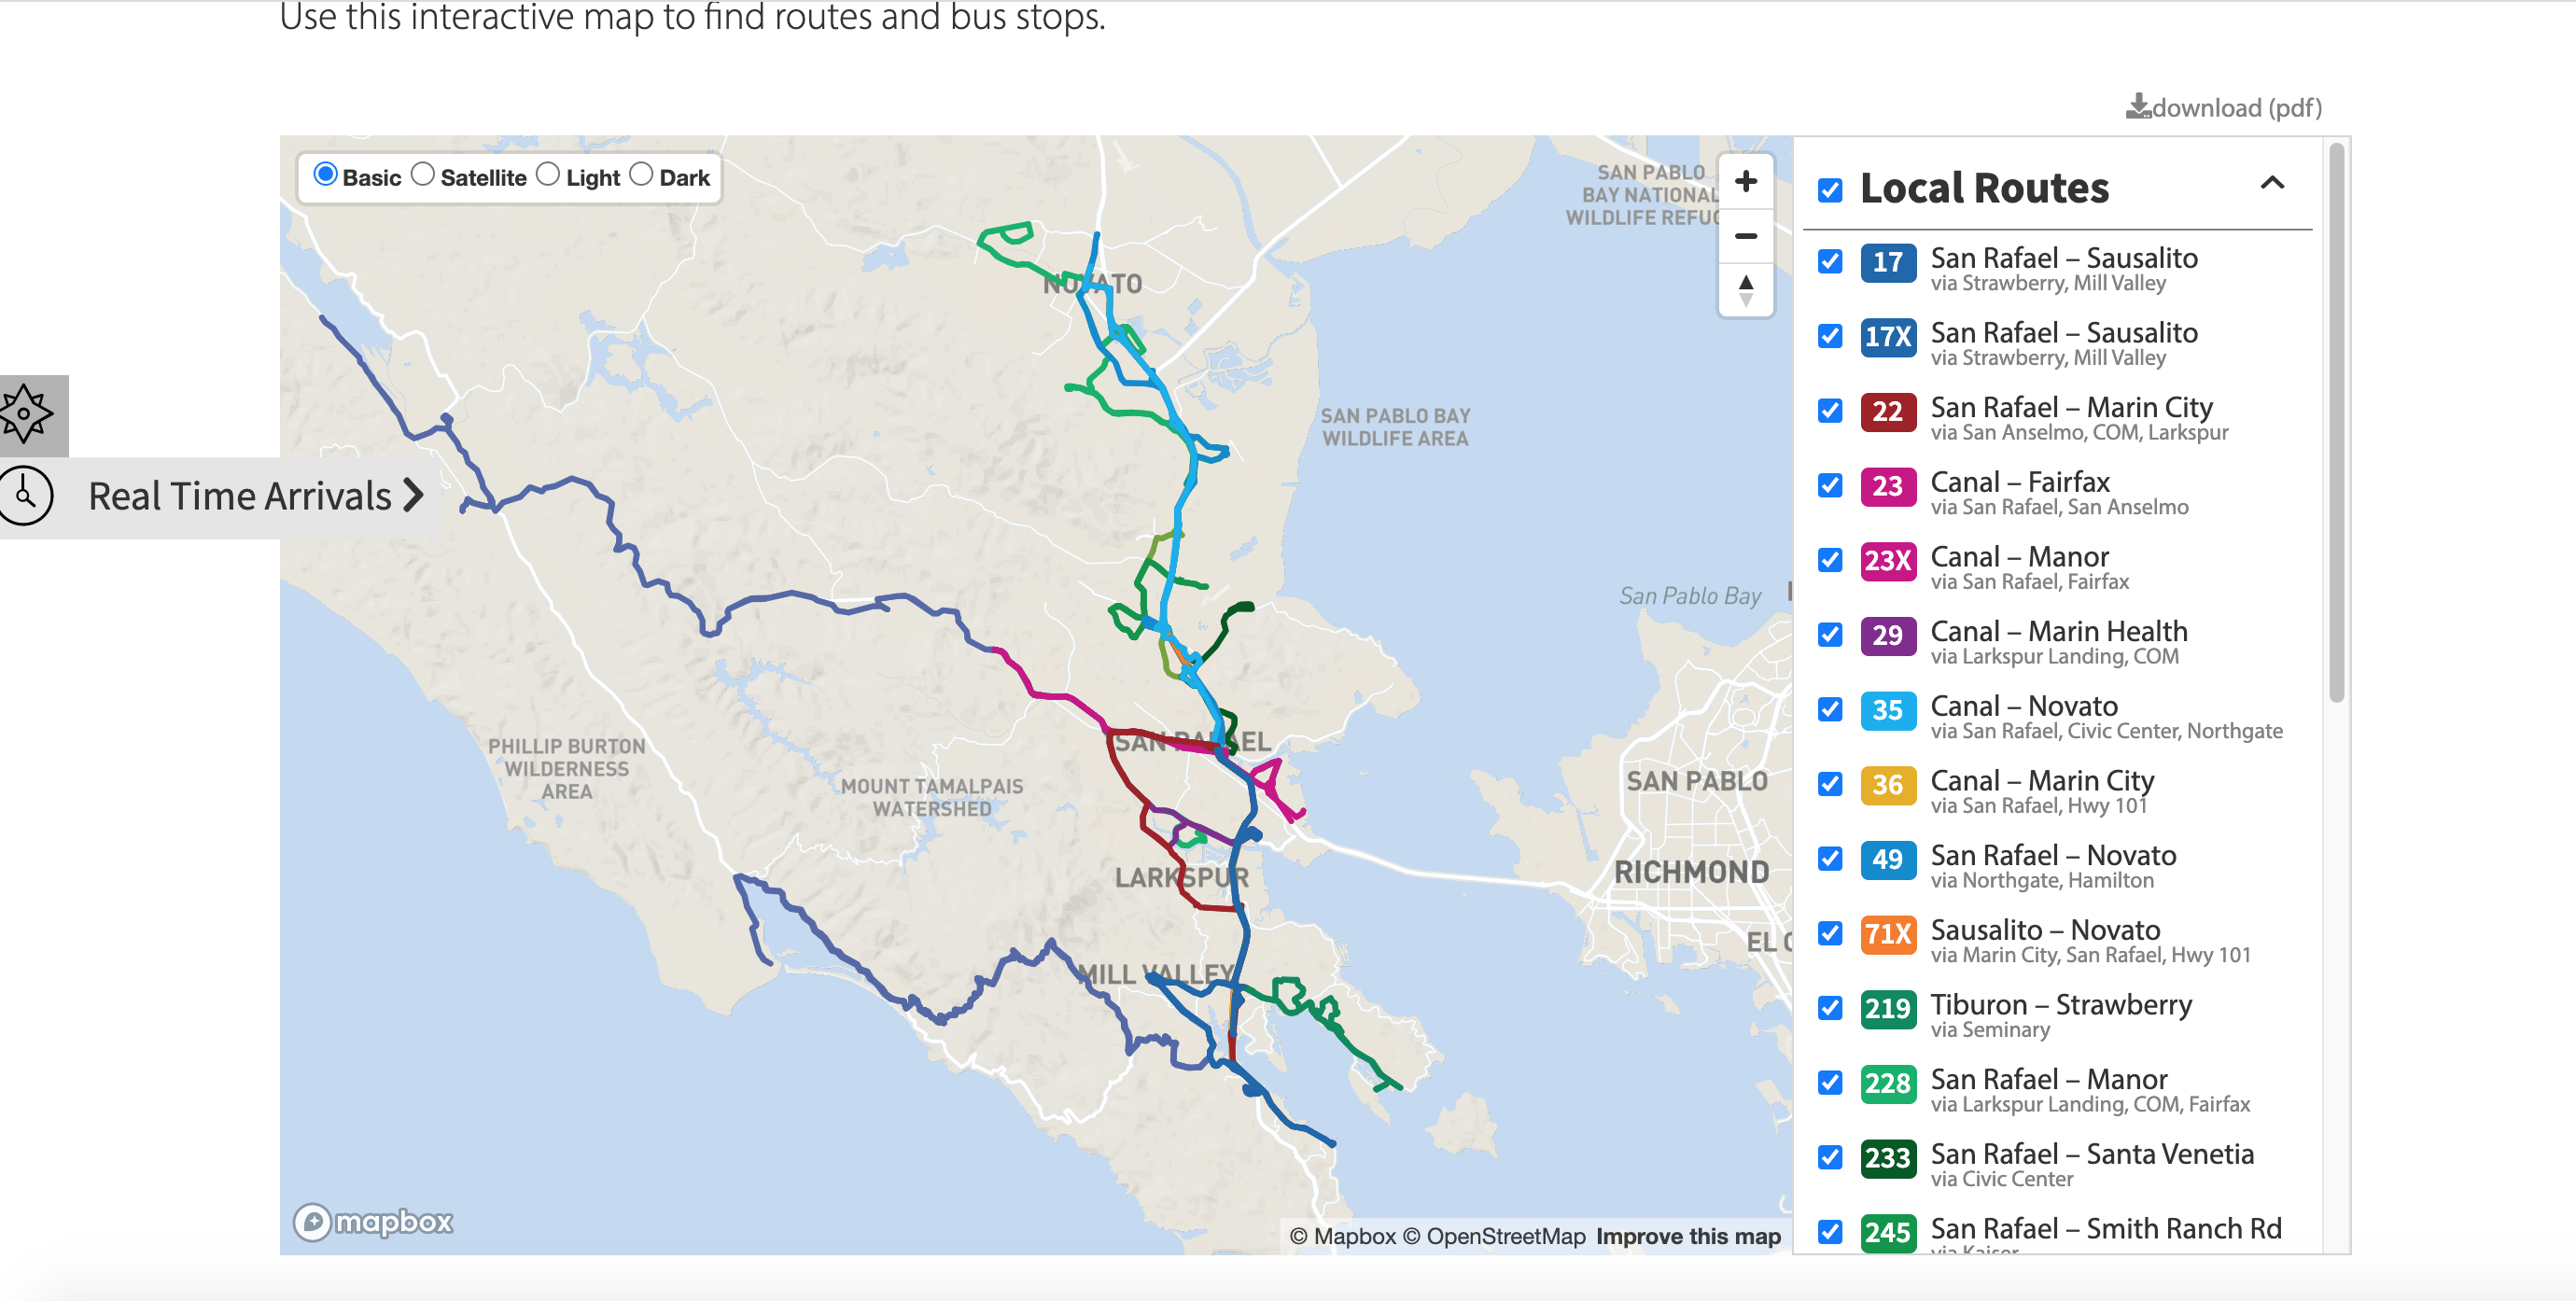 Use this interactive map to find routes and bus stops.
download (pdf)
Basic Satellite Light Dark
SAN PABLO
BAY NATIONAL
WILDLIFE
NOVATO
SAN PABLO BAY
WILDLIFE AREA
Real Time Arrivals
San Pablo Bay
PHILLIP BURTON
WILDERNESS
AREA
MOUNT TAMALPAIS
WATERSHED
SAN RAFAEL
SAN PABLO
RICHMOND
LARKSPUR
EL
MILL VALLEY
mapbox
© Mapbox © OpenStreetMap Improve this map
Local Routes
17 San Rafael – Sausalito
via Strawberry, Mill Valley
17X San Rafael – Sausalito
via Strawberry, Mill Valley
22 San Rafael – Marin City
via San Anselmo, COM, Larkspur
23 Canal – Fairfax
via San Rafael, San Anselmo
23X Canal – Manor
via San Rafael, Fairfax
29 Canal – Marin Health
via Larkspur Landing, COM
35 Canal – Novato
via San Rafael, Civic Center, Northgate
36 Canal – Marin City
via San Rafael, Hwy 101
49 San Rafael – Novato
via Northgate, Hamilton
71X Sausalito – Novato
via Marin City, San Rafael, Hwy 101
219 Tiburon – Strawberry
via Seminary
228 San Rafael – Manor
via Larkspur Landing, COM, Fairfax
233 San Rafael – Santa Venetia
via Civic Center
245 San Rafael – Smith Ranch Rd
via Kaiser